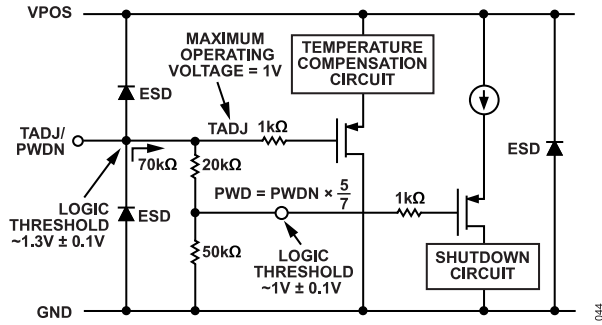 VPOS
MAXIMUM
OPERATING
VOLTAGE = 1V
TEMPERATURE
COMPENSATION
CIRCUIT
ESD
TADJ/
PWDN
TADJ
1kΩ
70kΩ
20kΩ
ESD
PWD = PWDN × 5/7
1kΩ
LOGIC
THRESHOLD
~1.3V ± 0.1V
ESD
50kΩ
LOGIC
THRESHOLD
~1V ± 0.1V
SHUTDOWN
CIRCUIT
GND
044